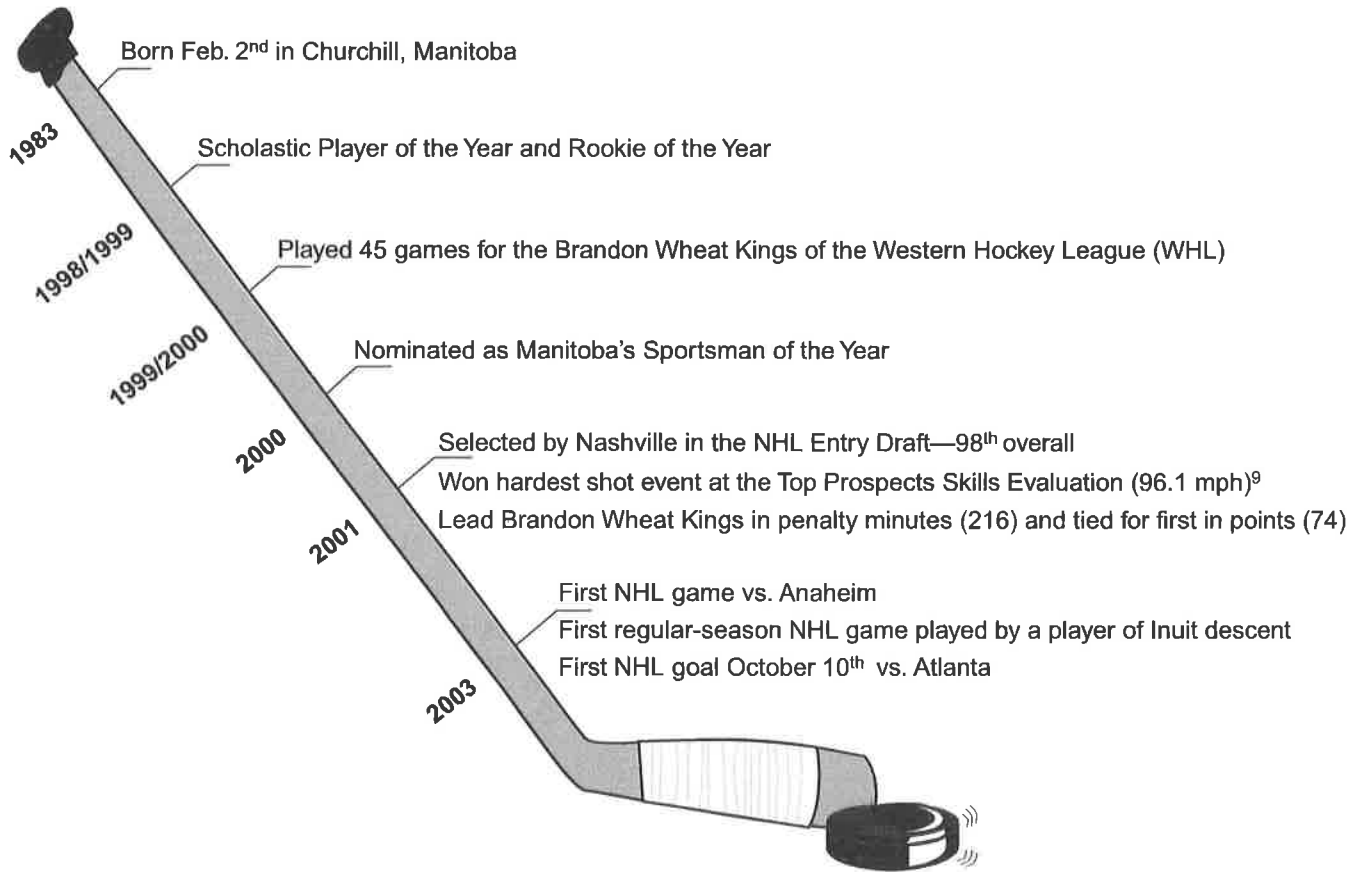 Born Feb. 2nd in Churchill, Manitoba
1983
Scholastic Player of the Year and Rookie of the Year
1998/1999
Played 45 games for the Brandon Wheat Kings of the Western Hockey League (WHL)
1999/2000
Nominated as Manitoba's Sportsman of the Year
2000
Selected by Nashville in the NHL Entry Draft—98th overall
Won hardest shot event at the Top Prospects Skills Evaluation (96.1 mph)9
Lead Brandon Wheat Kings in penalty minutes (216) and tied for first in points (74)
2001
First NHL game vs. Anaheim
First regular-season NHL game played by a player of Inuit descent
First NHL goal October 10th vs. Atlanta
2003